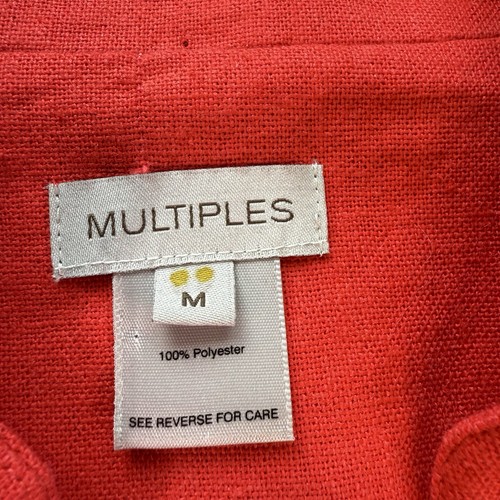 MULTIPLES
M
100% Polyester
SEE REVERSE FOR CARE